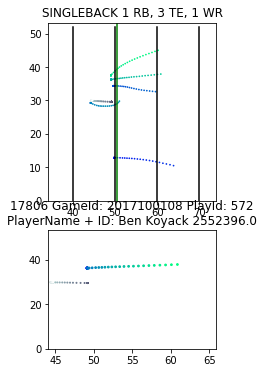 SINGLEBACK 1 RB, 3 TE, 1 WR
50
40
30
20
10
0
40 50 60 70
17806 GameId: 2017100108 PlayId: 572
PlayerName + ID: Ben Koyack 2552396.0
40
20
0
45 50 55 60 65